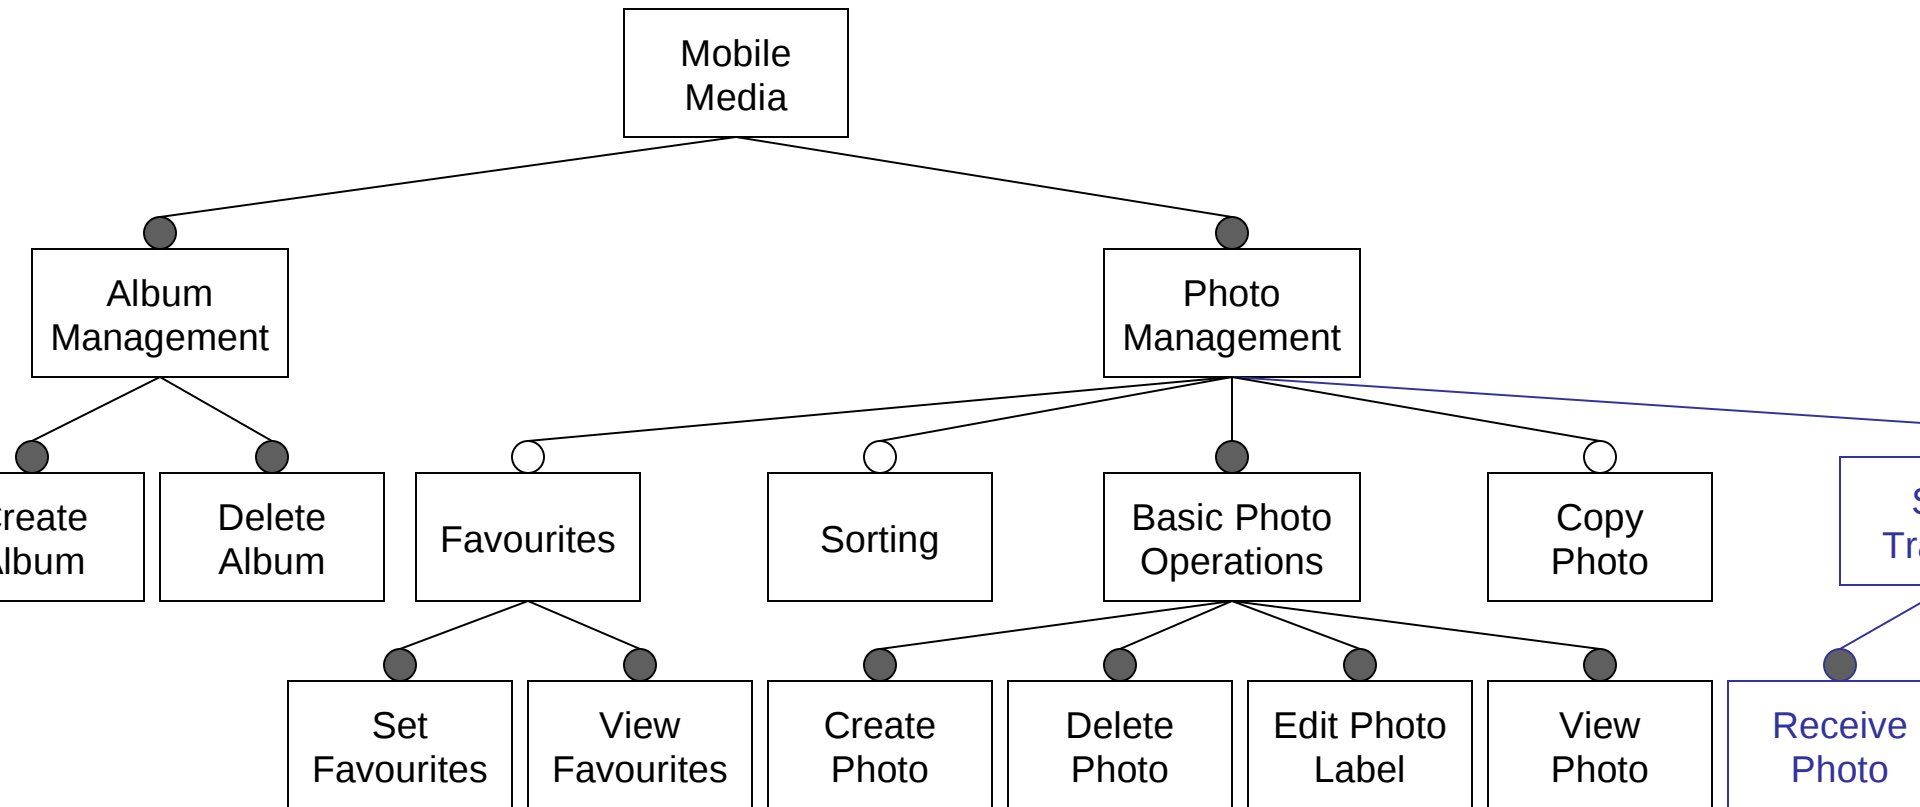 Mobile
Media
Album
Management
Photo
Management
Delete
Album
Favourites
Sorting
Basic Photo
Operations
Copy
Photo
Set
Favourites
View
Favourites
Create
Photo
Delete
Photo
Edit Photo
Label
View
Photo
Receive
Photo